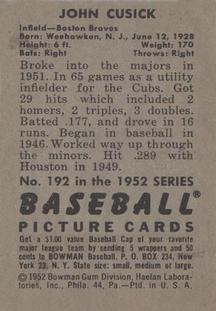 JOHN CUSICK
Infield—Boston Braves
Born: Weehawken, N. J., June 12, 1928
Height: 6 ft. Weight: 170
Bats: Right Throws: Right
Broke into the majors in
1951. In 65 games as a utility
infielder for the Cubs. Got
29 hits which included 2
homers, 2 triples, 3 doubles.
Batted .177, and drove in 16
runs. Began in baseball in
1946. Worked way up through
the minors. Hit .289 with
Houston in 1949.
No. 192 in the 1952 SERIES
BASEBALL®
PICTURE CARDS
Get a $1.00 value Baseball Cap of your favorite
major league team by sending 5 wrappers and 50
cents to BOWMAN Baseball, P. O. BOX 234, New
York 23, N. Y. State size: small, medium or large.
©1952 Bowman Gum Division, Haelan Labora-
tories, Inc., Phila. 44, Pa.—Ptd. in U. S. A.